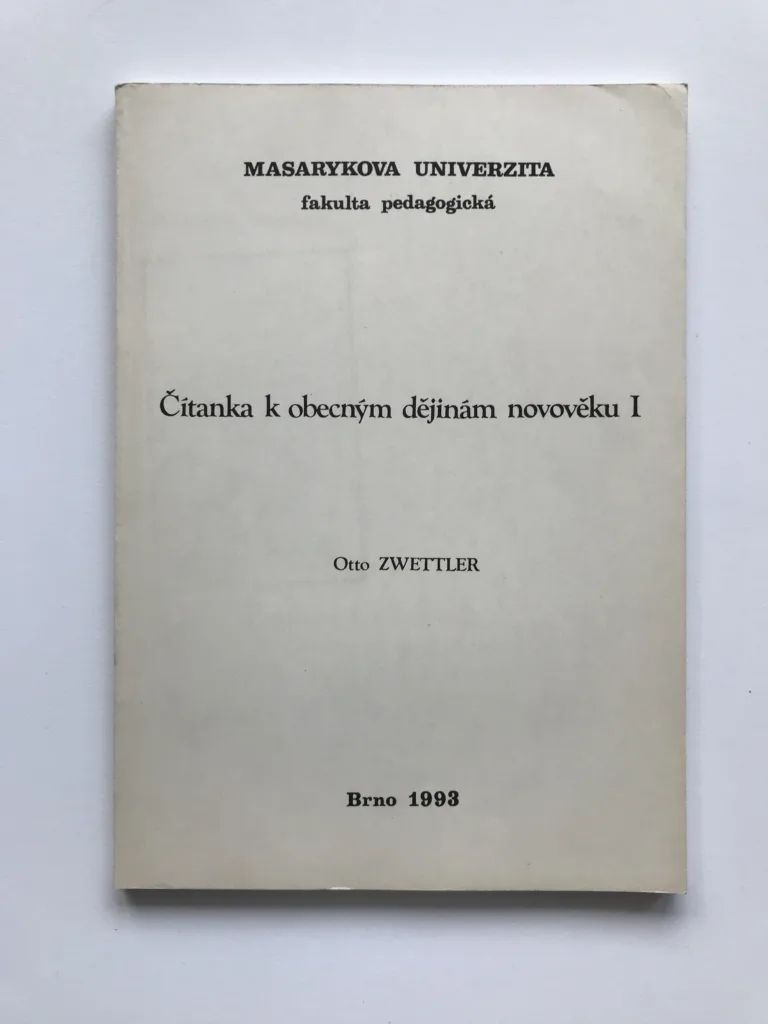 MASARYKOVA UNIVERZITA
fakulta pedagogická
Čítanka k obecným dějinám novověku I
Otto ZWETTLER
Brno 1993